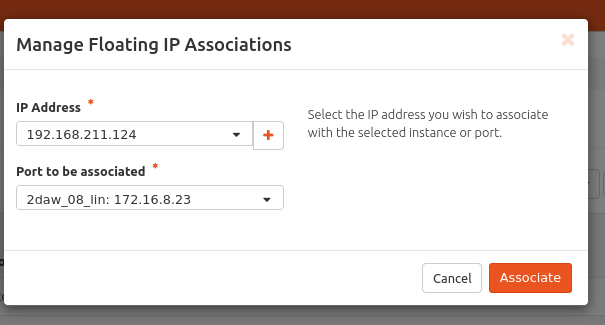 Manage Floating IP Associations
×
IP Address *
192.168.211.124
+
Select the IP address you wish to associate
with the selected instance or port.
Port to be associated *
2daw_08_lin: 172.16.8.23
Cancel
Associate